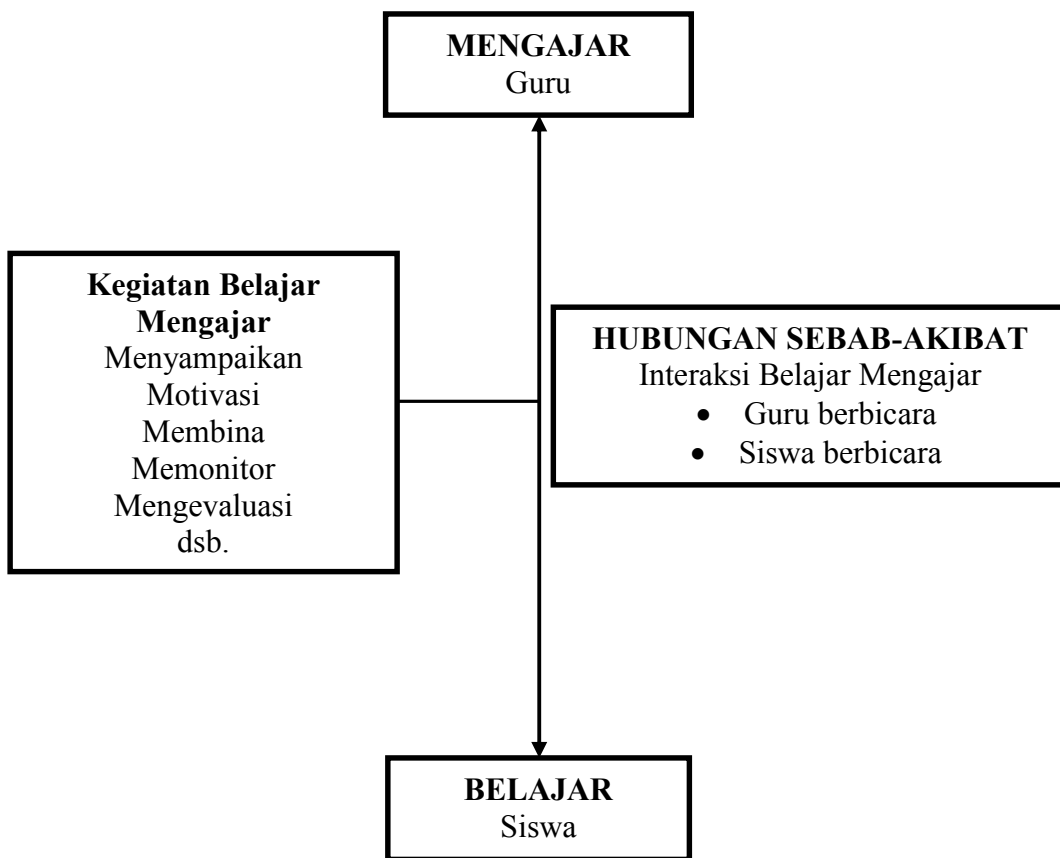 MENGAJAR
Guru
Kegiatan Belajar
Mengajar
Menyampaikan
Motivasi
Membina
Memonitor
Mengevaluasi
dsb.
HUBUNGAN SEBAB-AKIBAT
Interaksi Belajar Mengajar
• Guru berbicara
• Siswa berbicara
BELAJAR
Siswa